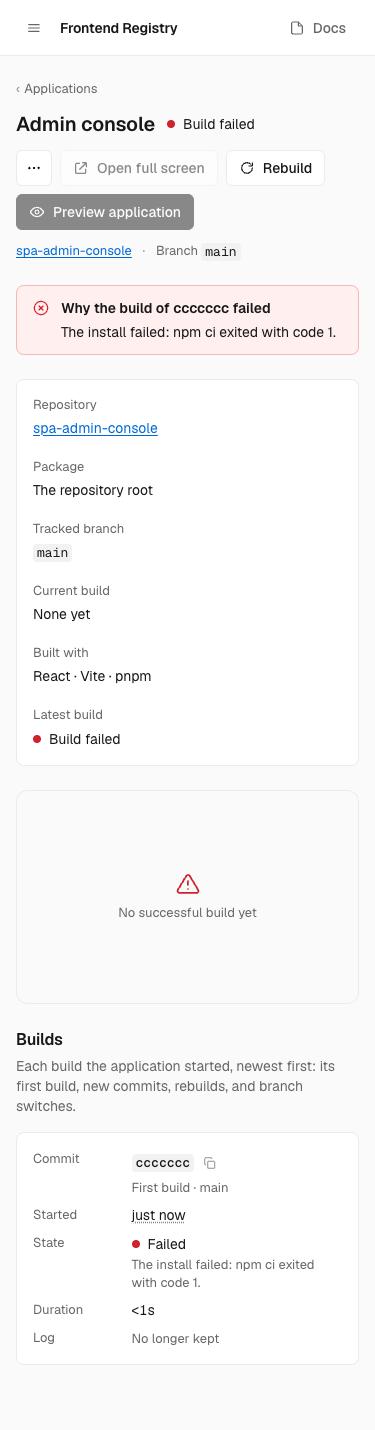 Frontend Registry
Docs
‹ Applications
Admin console
Build failed
Open full screen
Rebuild
Preview application
spa-admin-console · Branch main
Why the build of ccccccc failed
The install failed: npm ci exited with code 1.
Repository
spa-admin-console
Package
The repository root
Tracked branch
main
Current build
None yet
Built with
React · Vite · pnpm
Latest build
Build failed
No successful build yet
Builds
Each build the application started, newest first: its
first build, new commits, rebuilds, and branch
switches.
Commit
ccccccc
First build · main
Started
just now
State
Failed
The install failed: npm ci exited
with code 1.
Duration
<1s
Log
No longer kept